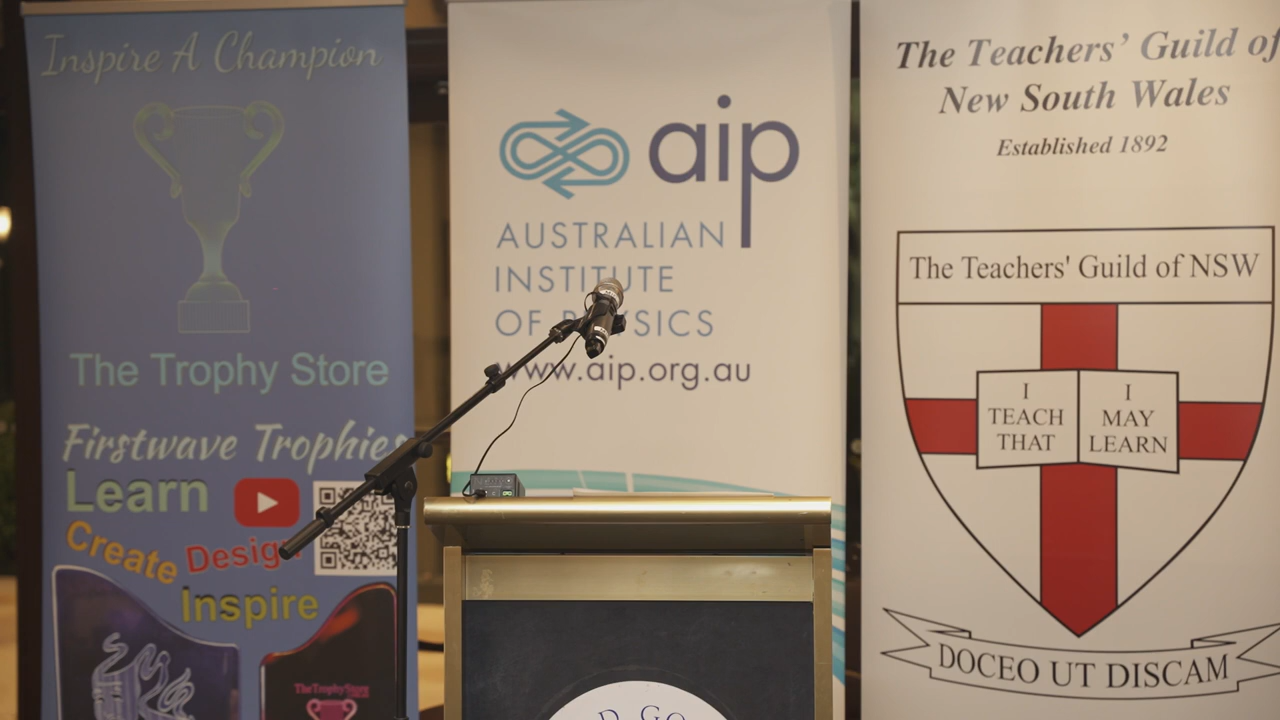 Inspire A Champion
The Trophy Store
Firstwave Trophies
Learn
Create
Design
Inspire
TheTrophyStore
aip
AUSTRALIAN
INSTITUTE
OF PHYSICS
www.aip.org.au
The Teachers' Guild of
New South Wales
Established 1892
The Teachers' Guild of NSW
I
TEACH
THAT
I
MAY
LEARN
DOCEO UT DISCAM